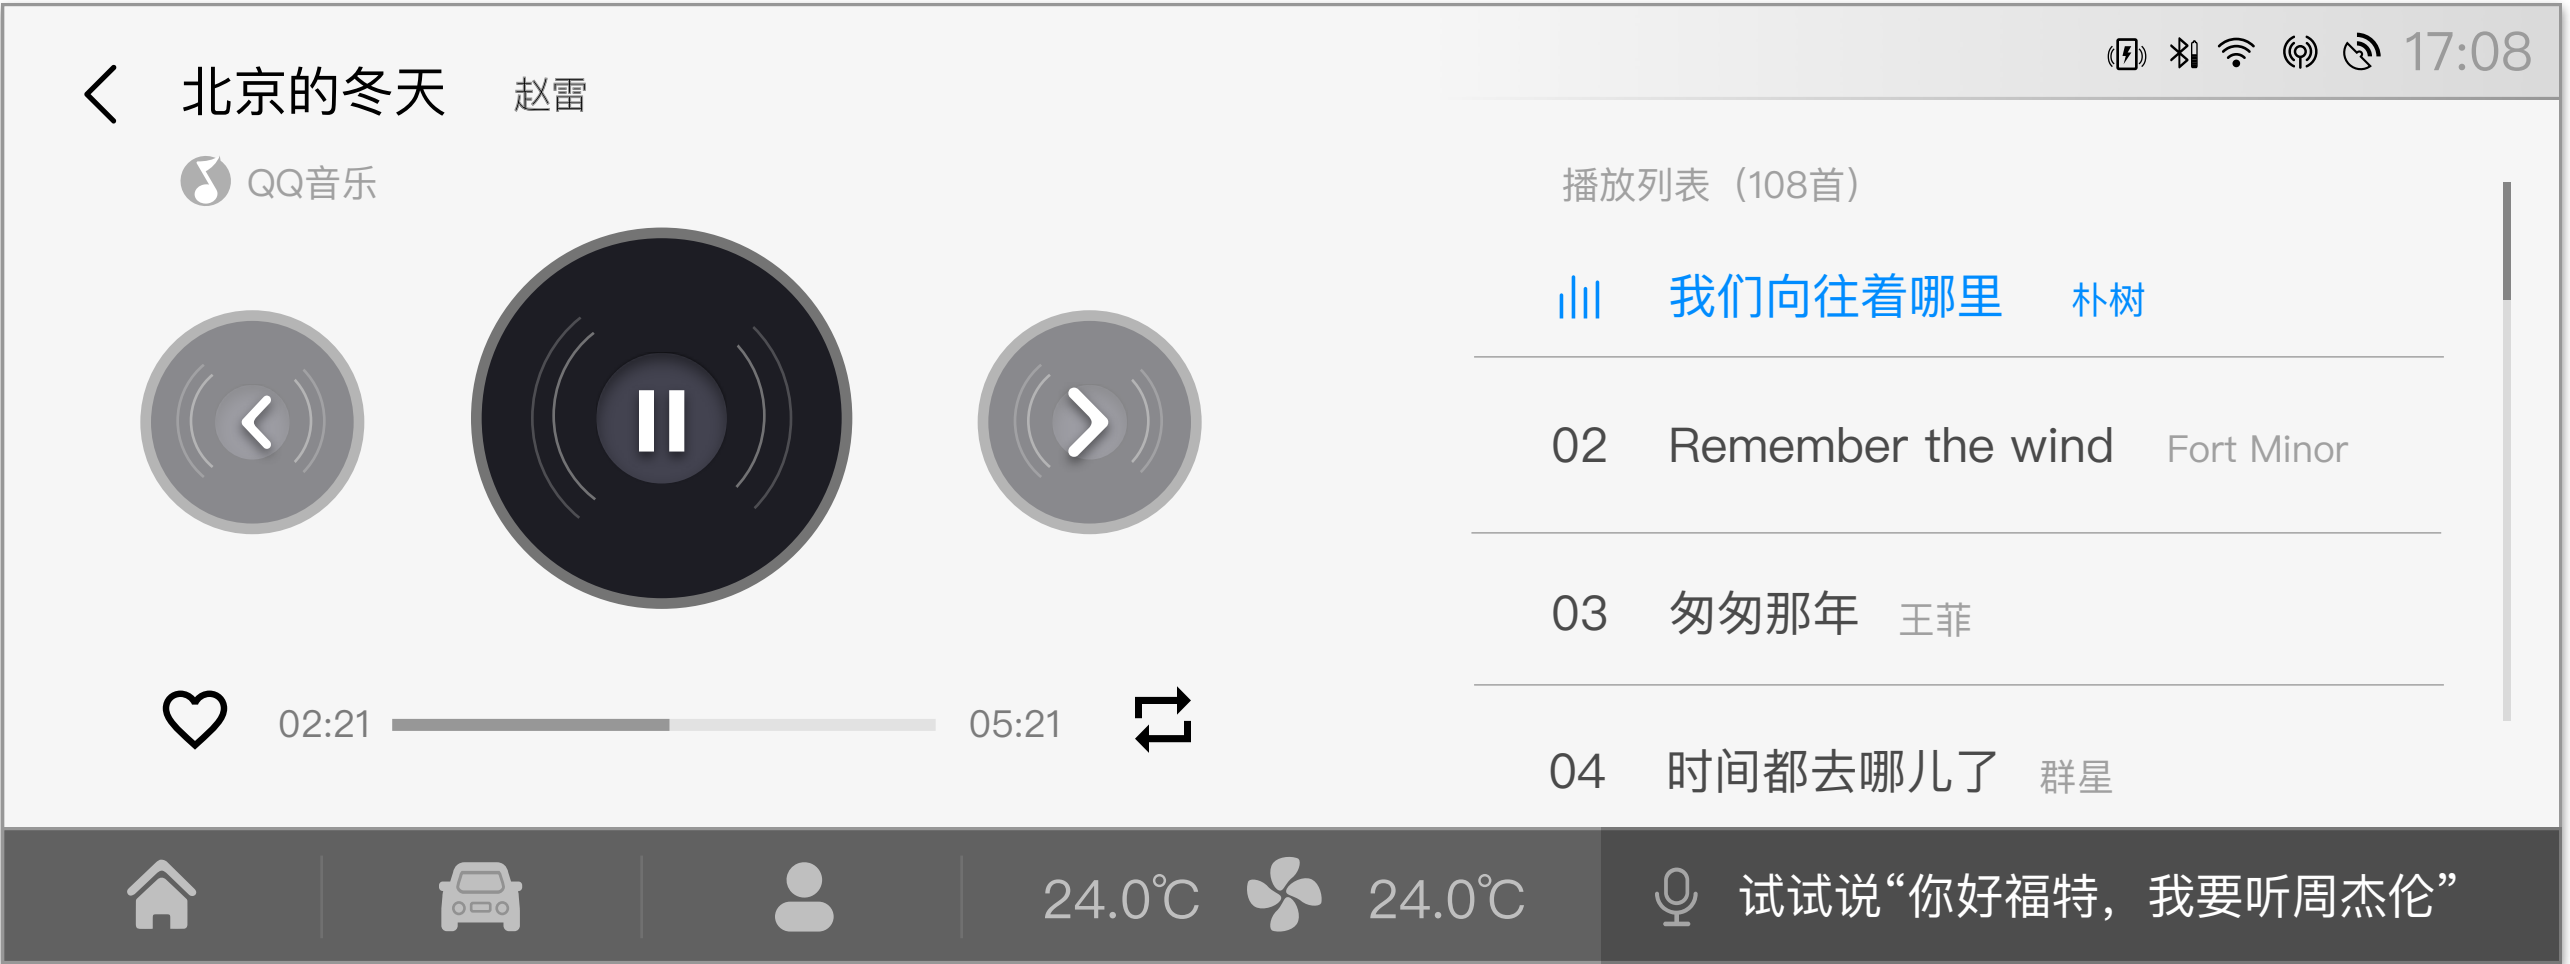 17:08
北京的冬天 赵雷
QQ音乐
02:21 05:21
播放列表（108首）
我们向往着哪里 朴树
02 Remember the wind Fort Minor
03 匆匆那年 王菲
04 时间都去哪儿了 群星
24.0℃ 24.0℃
试试说“你好福特，我要听周杰伦”